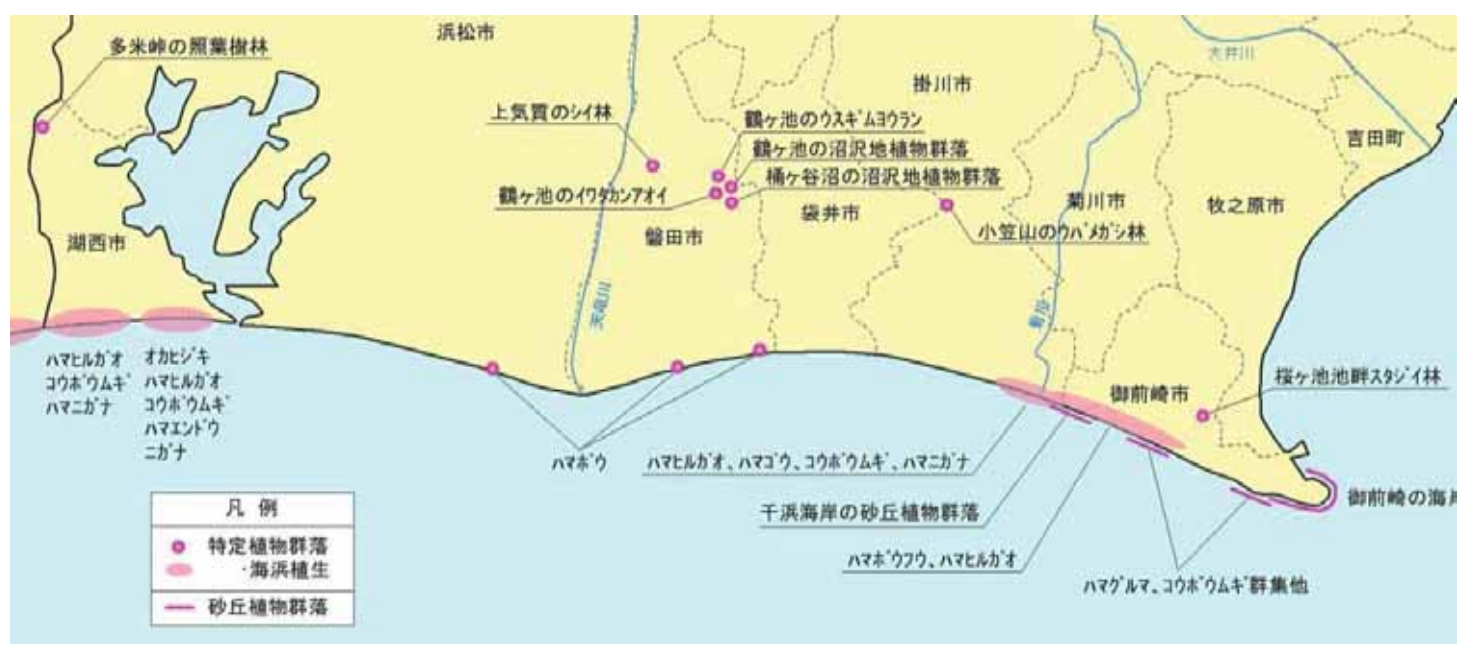 浜松市
多米峠の照葉樹林
大井川
掛川市
上気賀のシイ林
鶴ヶ池のウスギムヨウラン
吉田町
鶴ヶ池の沼沢地植物群落
桶ヶ谷沼の沼沢地植物群落
鶴ヶ池のイワタカンアオイ
菊川市
牧之原市
袋井市
湖西市
磐田市
小笠山のウバメガシ林
天竜川
菊川
ハマヒルガオ
コウボウムギ
ハマニガナ
オカヒジキ
ハマヒルガオ
コウボウムギ
ハマエンドウ
ニガナ
桜ヶ池池畔スタジイ林
御前崎市
ハマボウ
ハマヒルガオ、ハマゴウ、コウボウムギ、ハマニガナ
干浜海岸の砂丘植物群落
御前崎の海岸
ハマボウフウ、ハマヒルガオ
ハマグルマ、コウボウムギ群集他
凡 例
特定植物群落
・海浜植生
砂丘植物群落